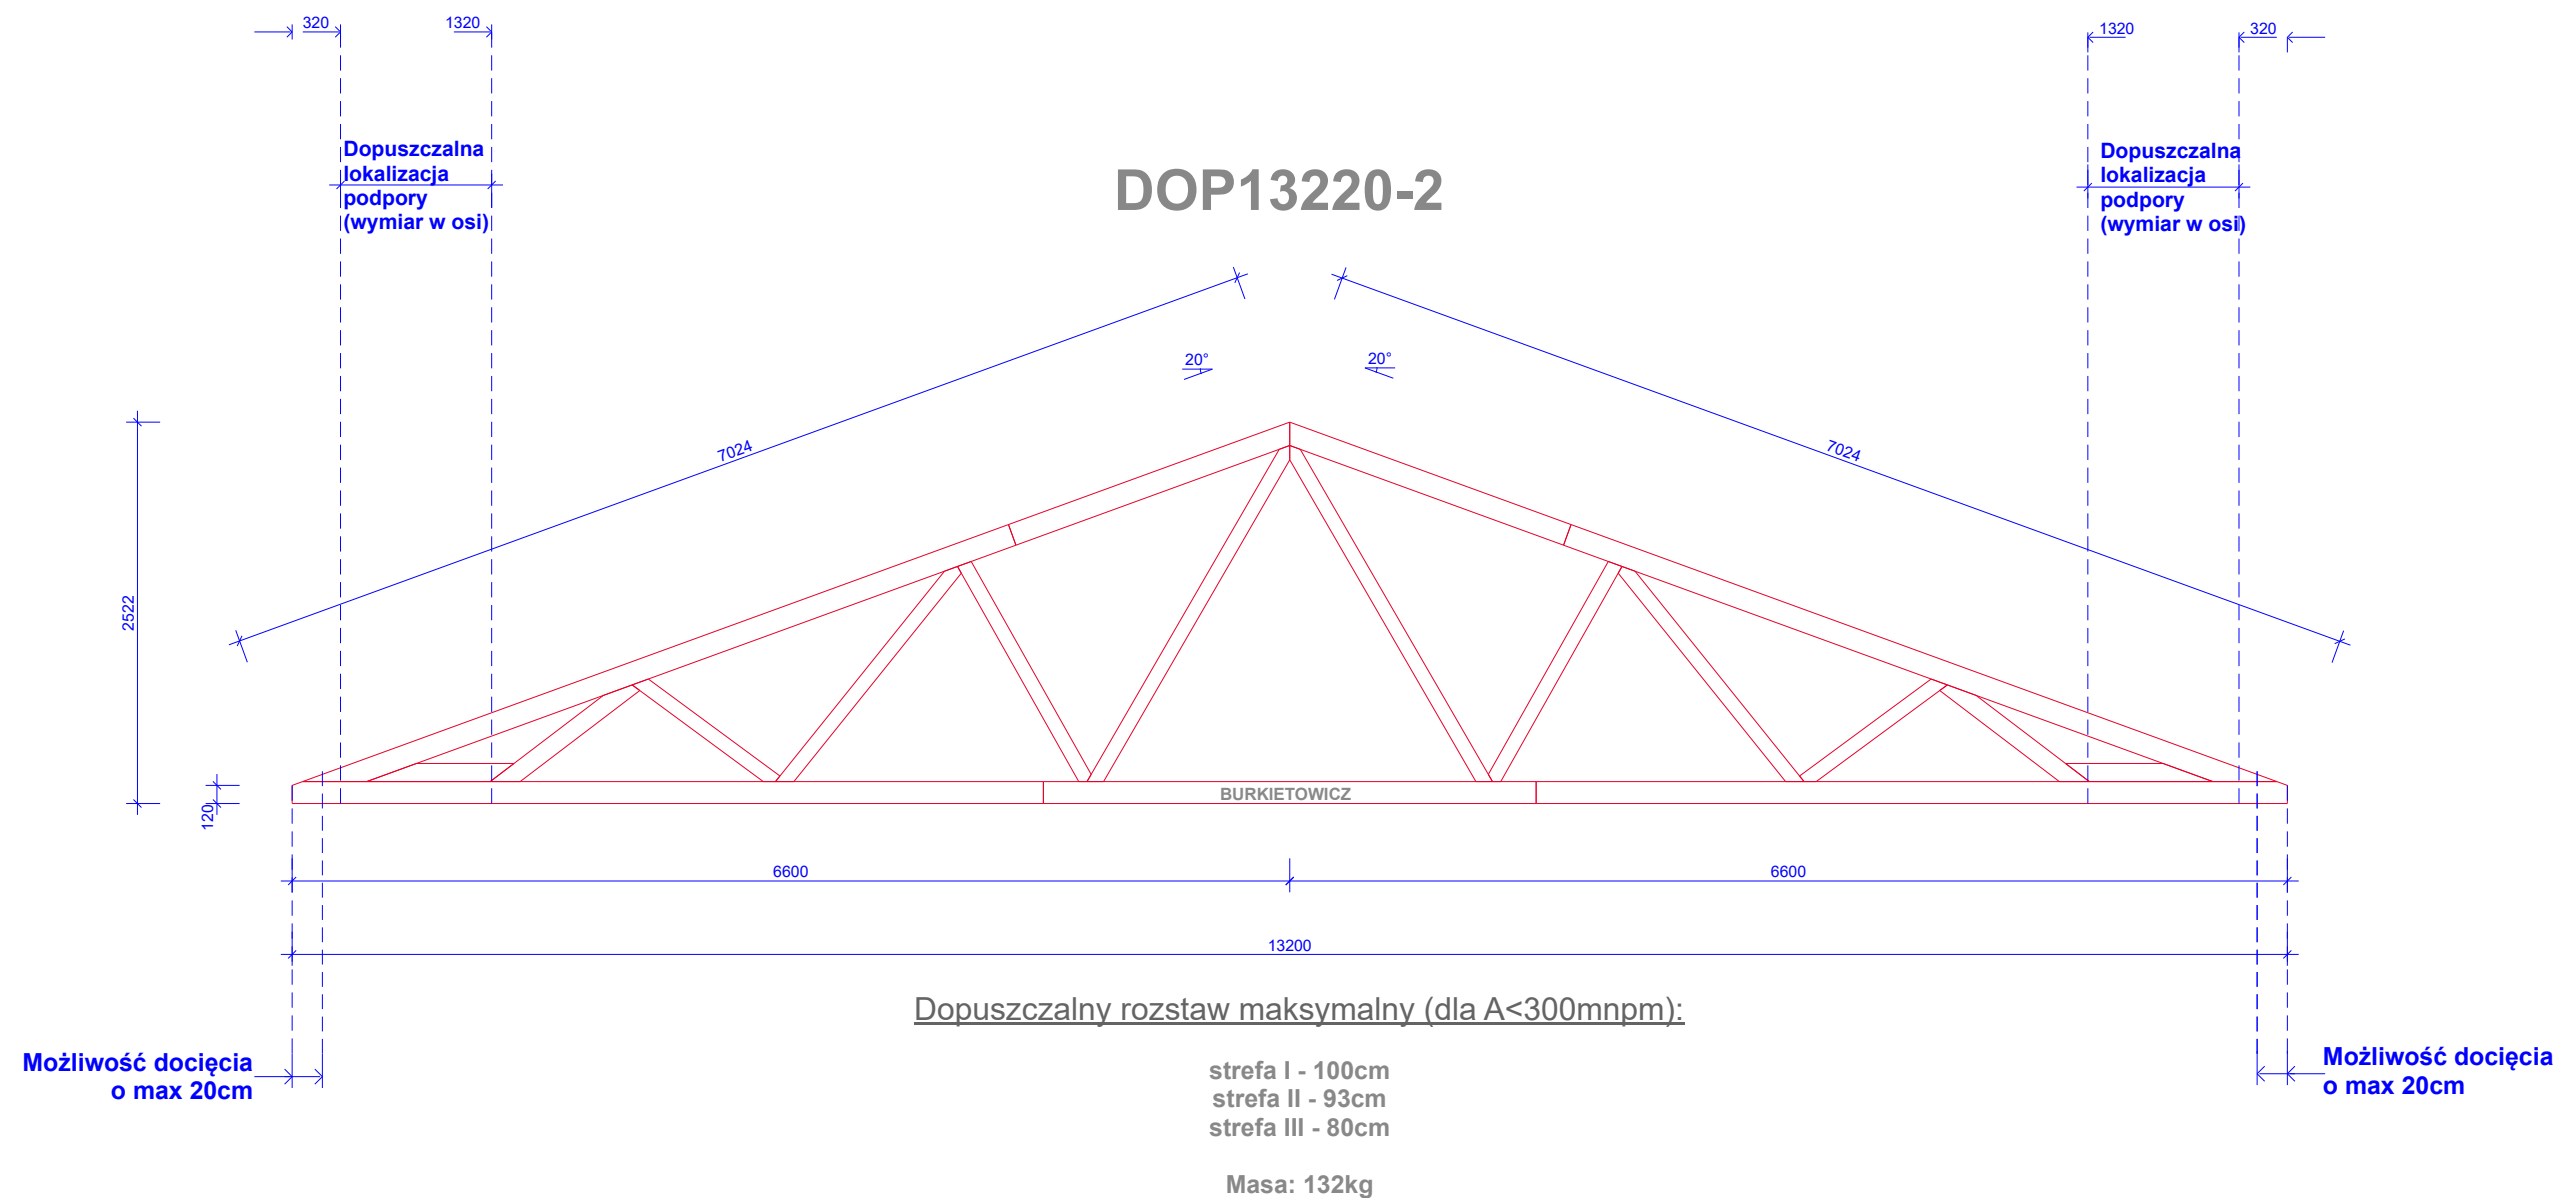 320
1320
1320
320
Dopuszczalna
lokalizacja
podpory
(wymiar w osi)
Dopuszczalna
lokalizacja
podpory
(wymiar w osi)
DOP13220-2
20°
20°
7024
7024
2522
120
BURKIETOWICZ
6600
6600
13200
Dopuszczalny rozstaw maksymalny (dla A<300mnpm):
Możliwość docięcia
o max 20cm
Możliwość docięcia
o max 20cm
strefa I - 100cm
strefa II - 93cm
strefa III - 80cm
Masa: 132kg